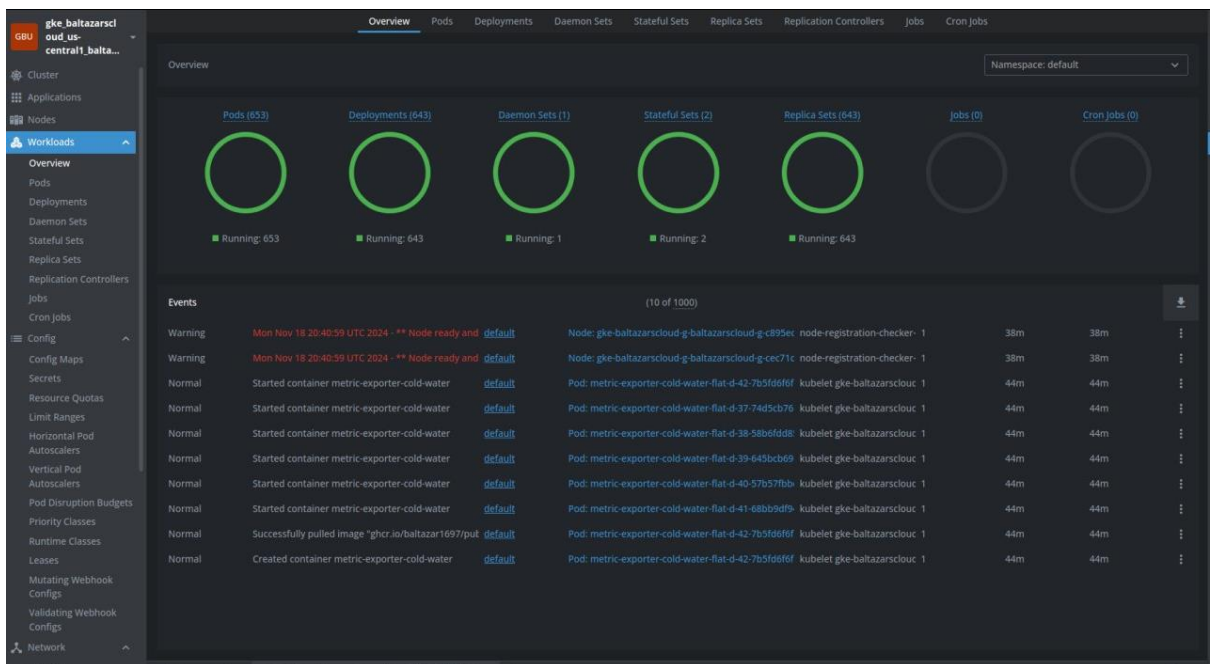 GBU
gke_baltazarscl
oud_us-
central1_balta...
Cluster
Applications
Nodes
Workloads
Overview
Pods
Deployments
Daemon Sets
Stateful Sets
Replica Sets
Replication Controllers
Jobs
Cron Jobs
Config
Config Maps
Secrets
Resource Quotas
Limit Ranges
Horizontal Pod
Autoscalers
Vertical Pod
Autoscalers
Pod Disruption Budgets
Priority Classes
Runtime Classes
Leases
Mutating Webhook
Configs
Validating Webhook
Configs
Network
Overview Pods Deployments Daemon Sets Stateful Sets Replica Sets Replication Controllers Jobs Cron Jobs
Overview Namespace: default
Pods (653) Deployments (643) Daemon Sets (1) Stateful Sets (2) Replica Sets (643) Jobs (0) Cron Jobs (0)
Running: 653 Running: 643 Running: 1 Running: 2 Running: 643
Events (10 of 1000)
Warning Mon Nov 18 20:40:59 UTC 2024 - ** Node ready and default Node: gke-baltazarscloud-g-baltazarscloud-g-c895ec node-registration-checker- 1 38m 38m
Warning Mon Nov 18 20:40:59 UTC 2024 - ** Node ready and default Node: gke-baltazarscloud-g-baltazarscloud-g-cec71c node-registration-checker- 1 38m 38m
Normal Started container metric-exporter-cold-water default Pod: metric-exporter-cold-water-flat-d-42-7b5fd6f6f kubelet gke-baltazarsclouc 1 44m 44m
Normal Started container metric-exporter-cold-water default Pod: metric-exporter-cold-water-flat-d-37-74d5cb76 kubelet gke-baltazarsclouc 1 44m 44m
Normal Started container metric-exporter-cold-water default Pod: metric-exporter-cold-water-flat-d-38-58b6fdd8 kubelet gke-baltazarsclouc 1 44m 44m
Normal Started container metric-exporter-cold-water default Pod: metric-exporter-cold-water-flat-d-39-645bcb69 kubelet gke-baltazarsclouc 1 44m 44m
Normal Started container metric-exporter-cold-water default Pod: metric-exporter-cold-water-flat-d-40-57b57fbb kubelet gke-baltazarsclouc 1 44m 44m
Normal Started container metric-exporter-cold-water default Pod: metric-exporter-cold-water-flat-d-41-68bb9df9- kubelet gke-baltazarsclouc 1 44m 44m
Normal Successfully pulled image "ghcr.io/baltazar1697/pub default Pod: metric-exporter-cold-water-flat-d-42-7b5fd6f6f kubelet gke-baltazarsclouc 1 44m 44m
Normal Created container metric-exporter-cold-water default Pod: metric-exporter-cold-water-flat-d-42-7b5fd6f6f kubelet gke-baltazarsclouc 1 44m 44m